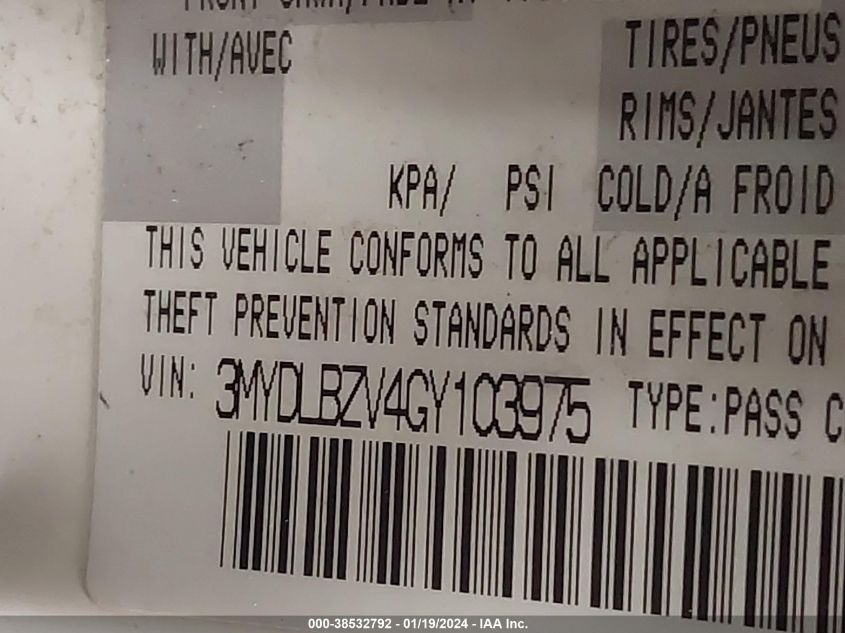 WITH/AVEC
TIRES/PNEUS
RIMS/JANTES
KPA/ PSI COLD/A FROID
THIS VEHICLE CONFORMS TO ALL APPLICABLE
THEFT PREVENTION STANDARDS IN EFFECT ON
VIN: 3MYDLBZV4GY103975 TYPE:PASS C
000-38532792 - 01/19/2024 - IAA Inc.